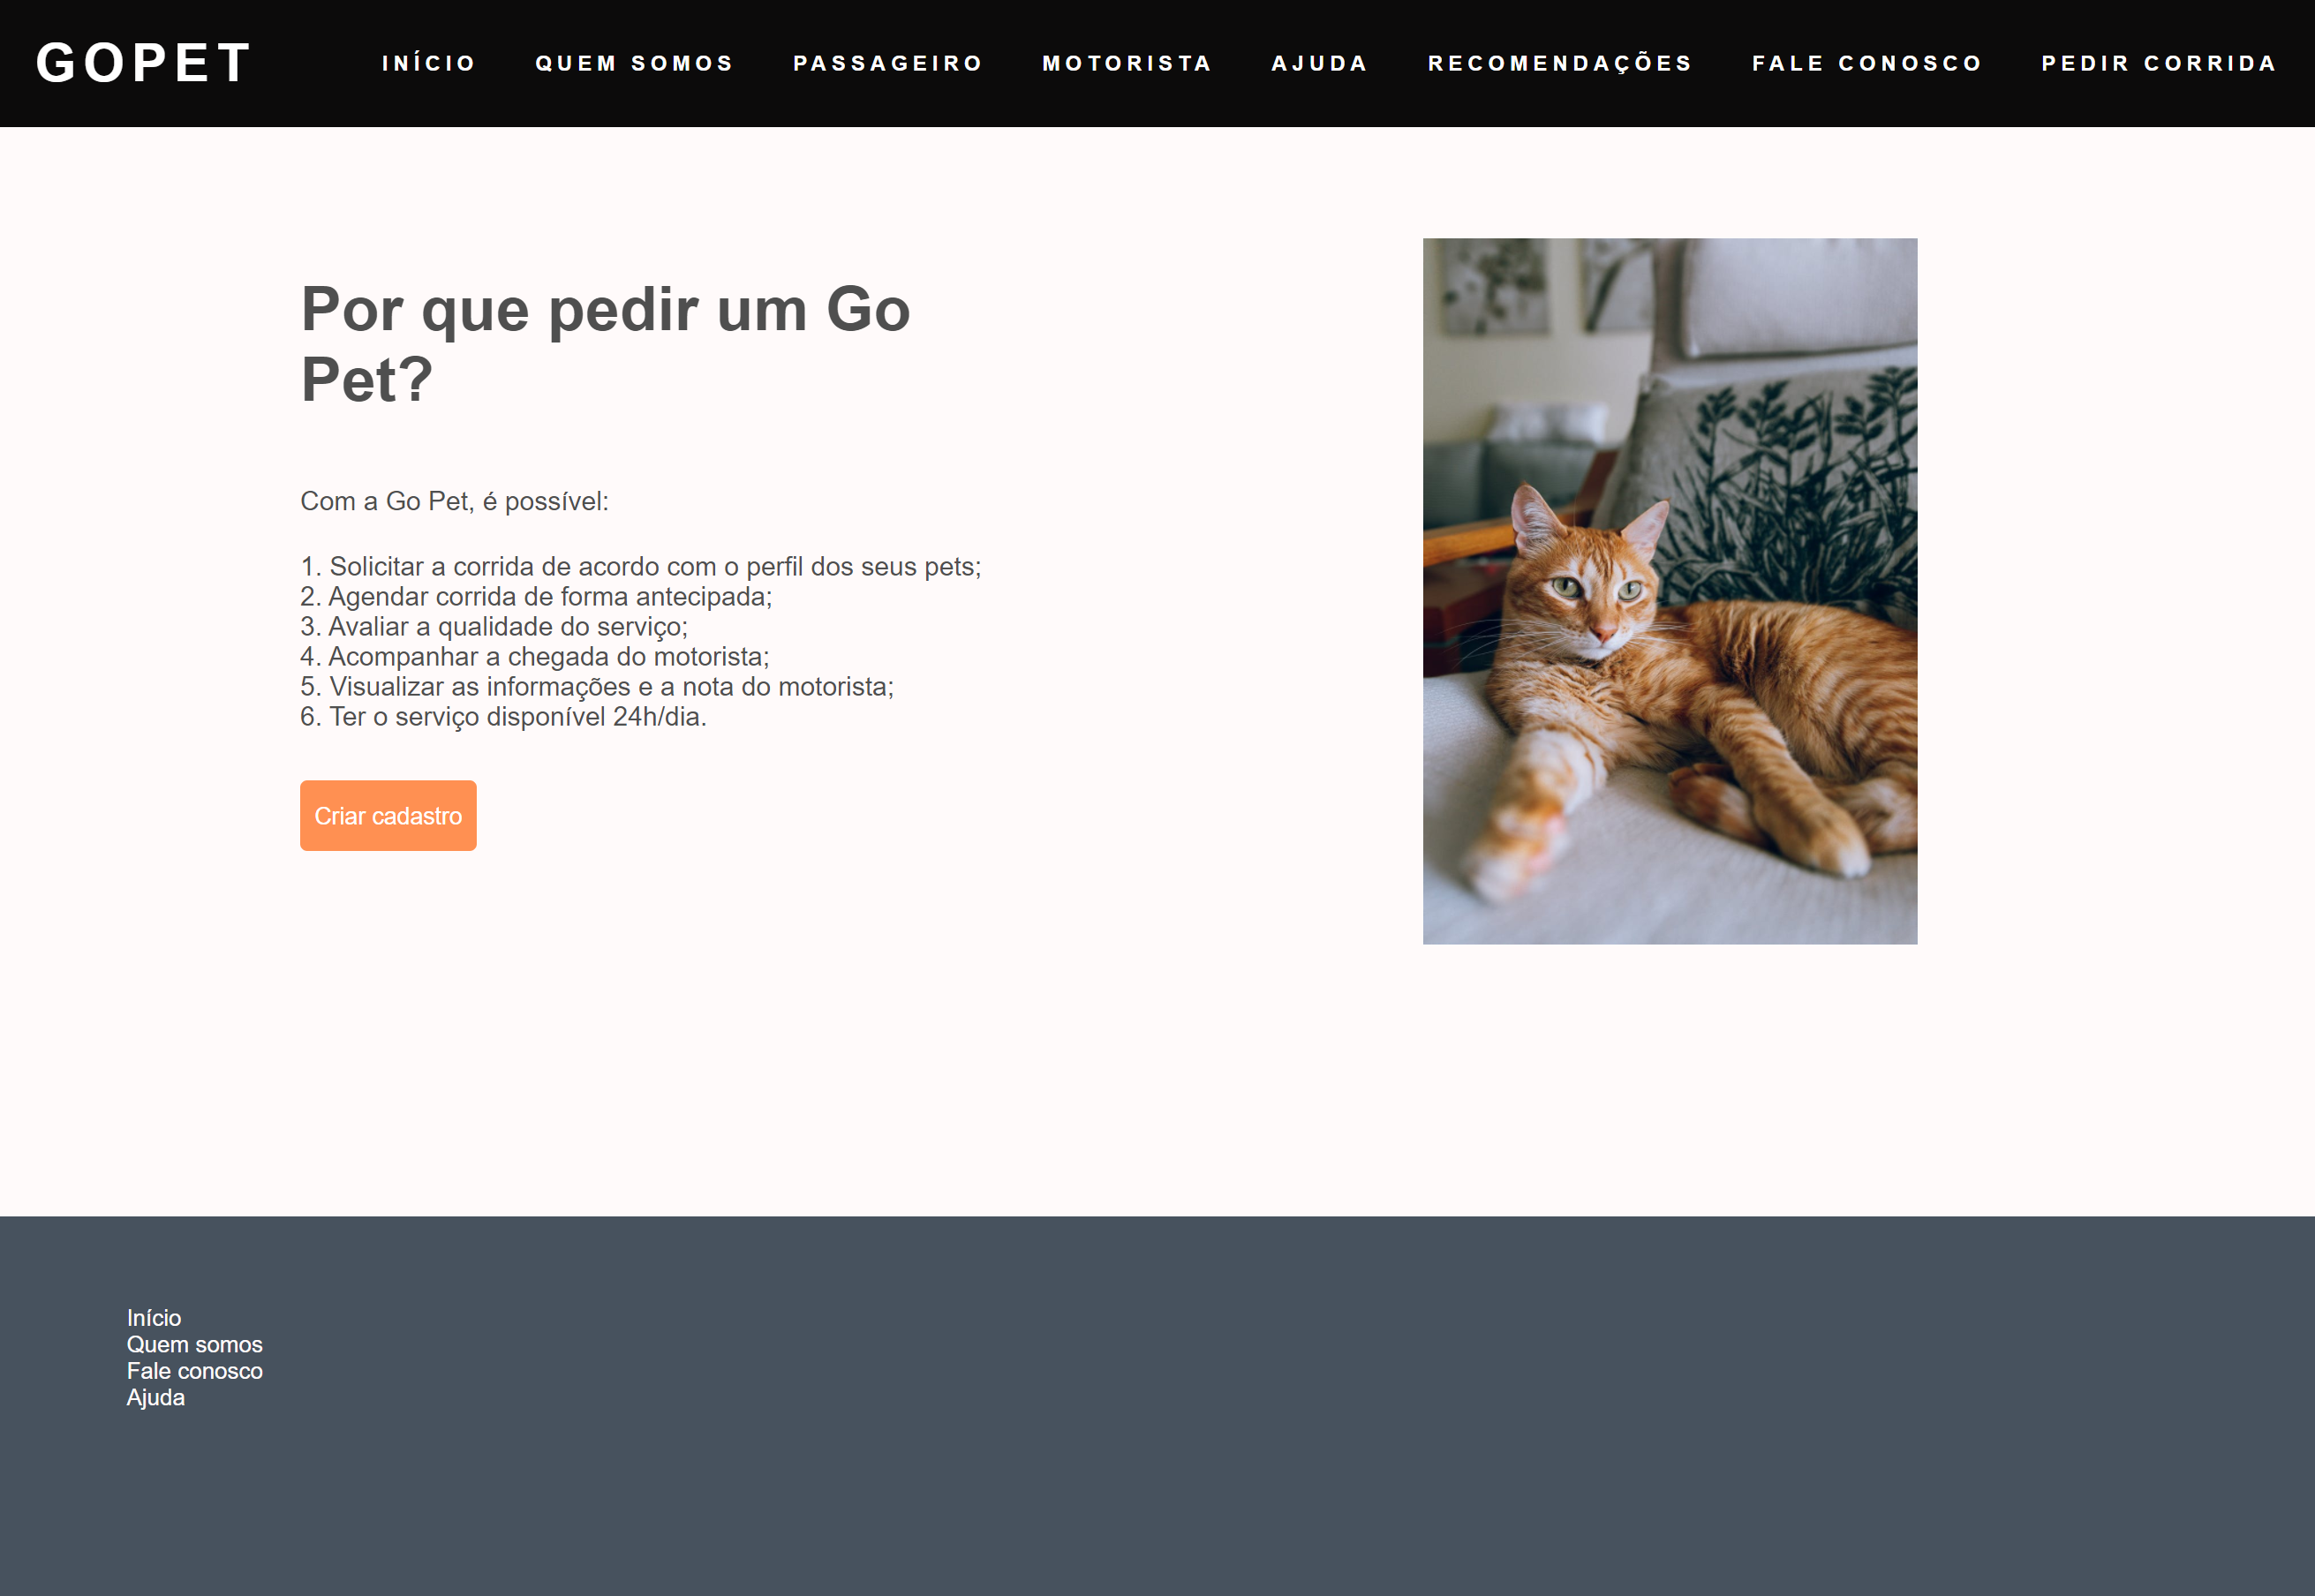 GOPET INÍCIO QUEM SOMOS PASSAGEIRO MOTORISTA AJUDA RECOMENDAÇÕES FALE CONOSCO PEDIR CORRIDA
Por que pedir um Go
Pet?
Com a Go Pet, é possível:
1. Solicitar a corrida de acordo com o perfil dos seus pets;
2. Agendar corrida de forma antecipada;
3. Avaliar a qualidade do serviço;
4. Acompanhar a chegada do motorista;
5. Visualizar as informações e a nota do motorista;
6. Ter o serviço disponível 24h/dia.
Criar cadastro
Início
Quem somos
Fale conosco
Ajuda